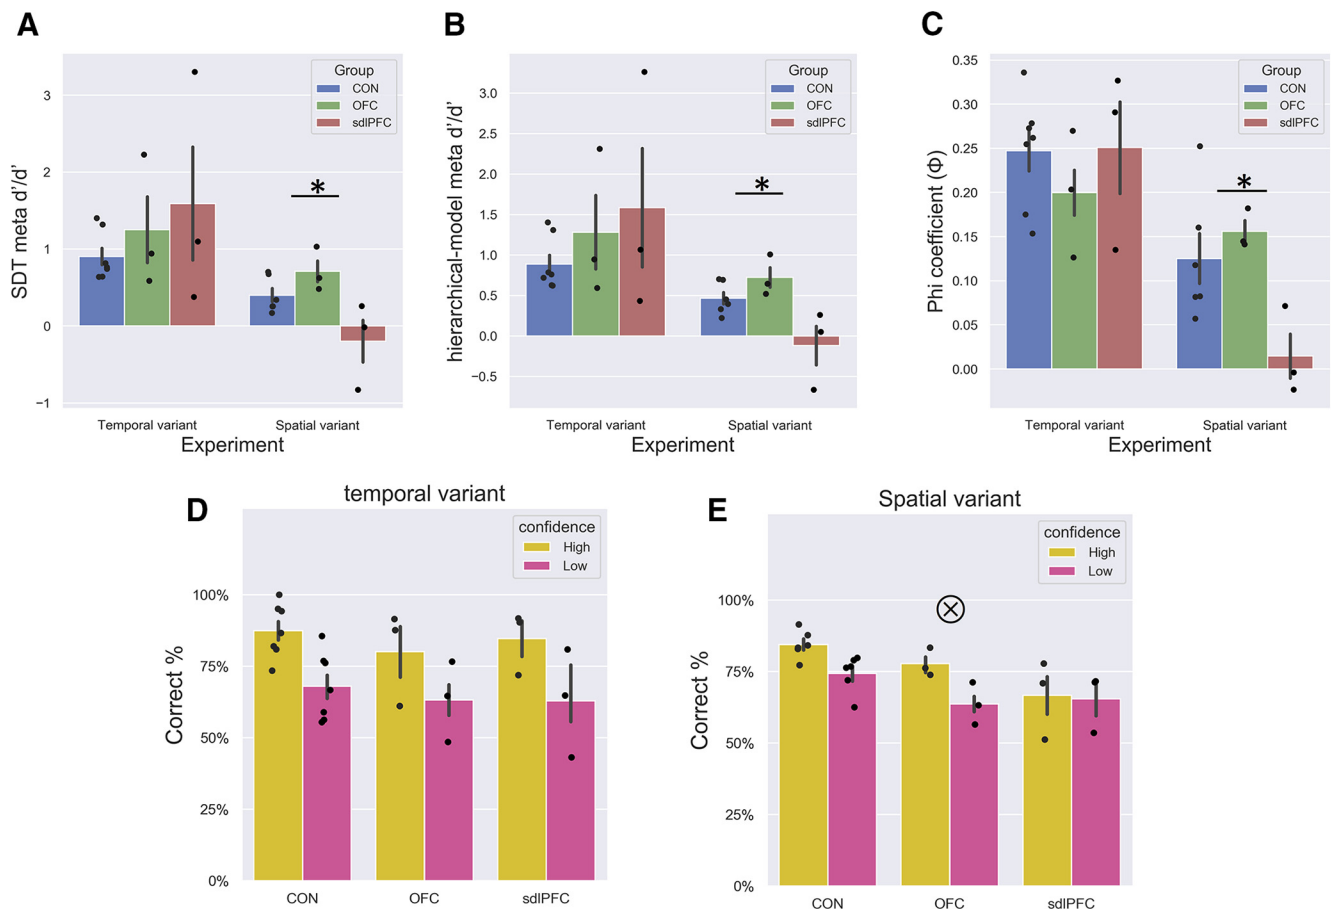 A
B
C
SDT meta d'/d'
3
2
1
0
−1
Group
CON
OFC
sdlPFC
*
Temporal variant
Spatial variant
Experiment
hierarchical-model meta d'/d'
3.0
2.5
2.0
1.5
1.0
0.5
0.0
−0.5
Group
CON
OFC
sdlPFC
*
Temporal variant
Spatial variant
Experiment
Phi coefficient (Φ)
0.35
0.30
0.25
0.20
0.15
0.10
0.05
0.00
Group
CON
OFC
sdlPFC
*
Temporal variant
Spatial variant
Experiment
D
temporal variant
confidence
High
Low
Correct %
100%
75%
50%
25%
0%
CON
OFC
sdlPFC
E
Spatial variant
confidence
High
Low
Correct %
100%
75%
50%
25%
0%
CON
OFC
sdlPFC